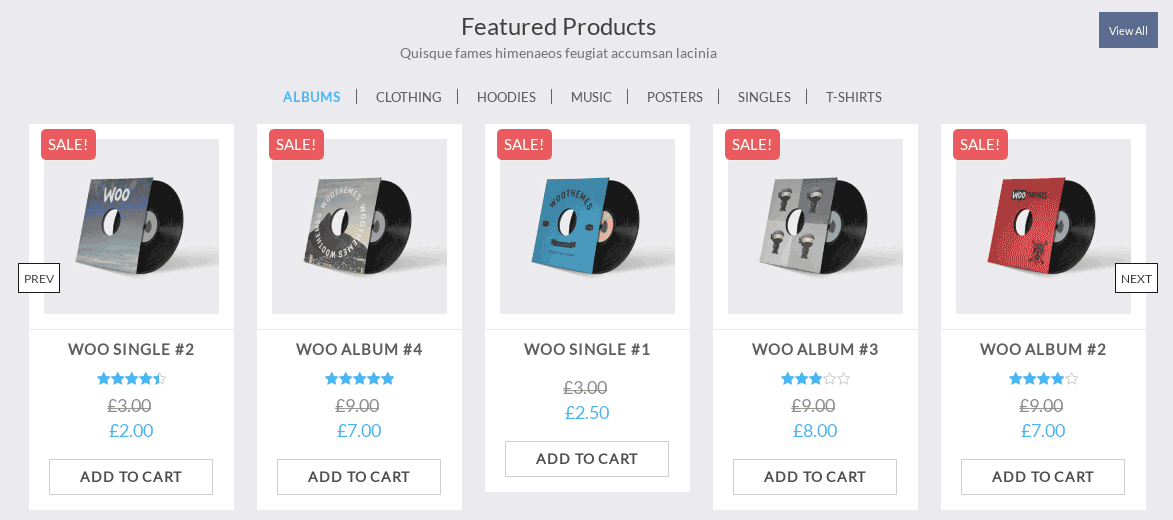 Featured Products
View All
Quisque fames himenaeos feugiat accumsan lacinia
ALBUMS CLOTHING HOODIES MUSIC POSTERS SINGLES T-SHIRTS
SALE! SALE! SALE! SALE! SALE!
WOO
WOOTHEMES WOOTHEMES WOOTHEMES
WOOTHEMES
WOOTHEMES
PREV
NEXT
WOO SINGLE #2 WOO ALBUM #4 WOO SINGLE #1 WOO ALBUM #3 WOO ALBUM #2
£3.00 £9.00 £3.00 £9.00 £9.00
£2.00 £7.00 £2.50 £8.00 £7.00
ADD TO CART ADD TO CART ADD TO CART ADD TO CART ADD TO CART